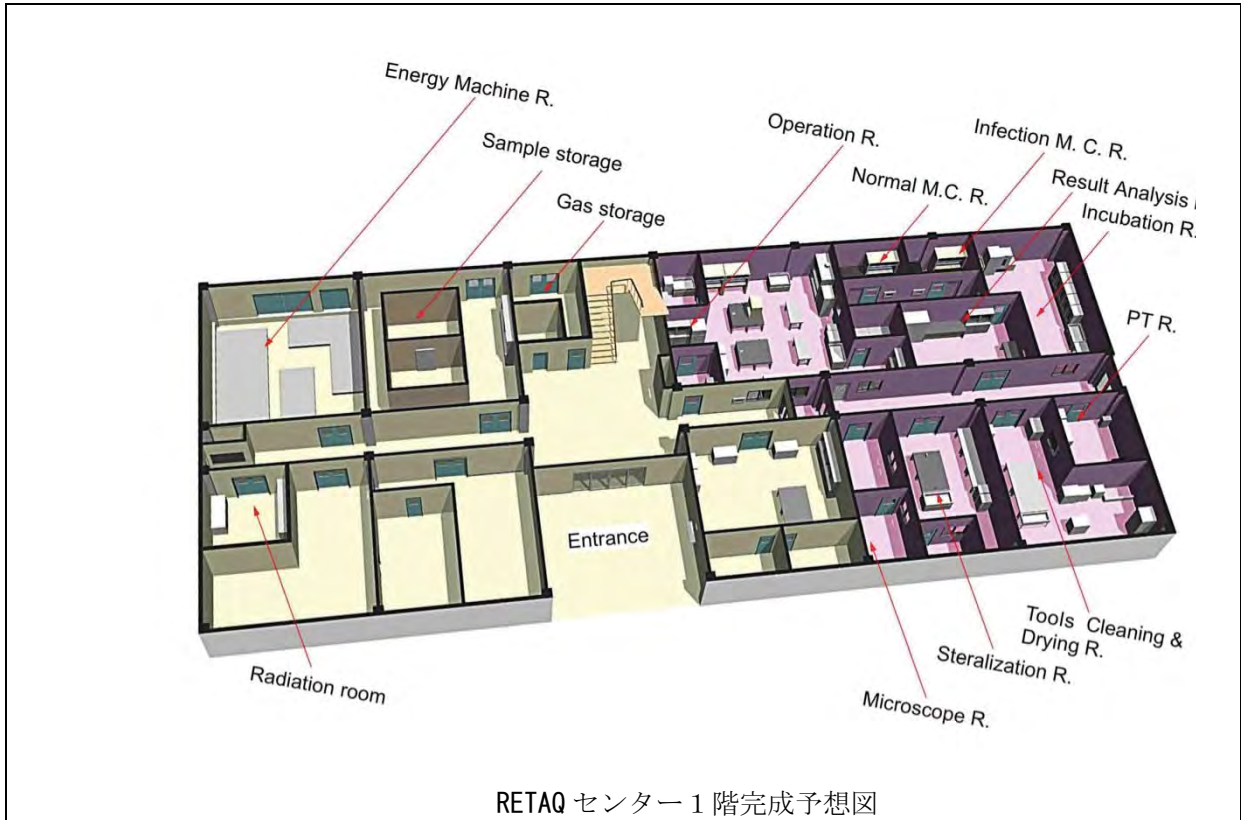 Energy Machine R.
Sample storage
Gas storage
Operation R.
Normal M.C. R.
Infection M. C. R.
Result Analysis
Incubation R.
PT R.
Entrance
Radiation room
Tools Cleaning &
Drying R.
Steralization R.
Microscope R.
RETAQ センター１階完成予想図